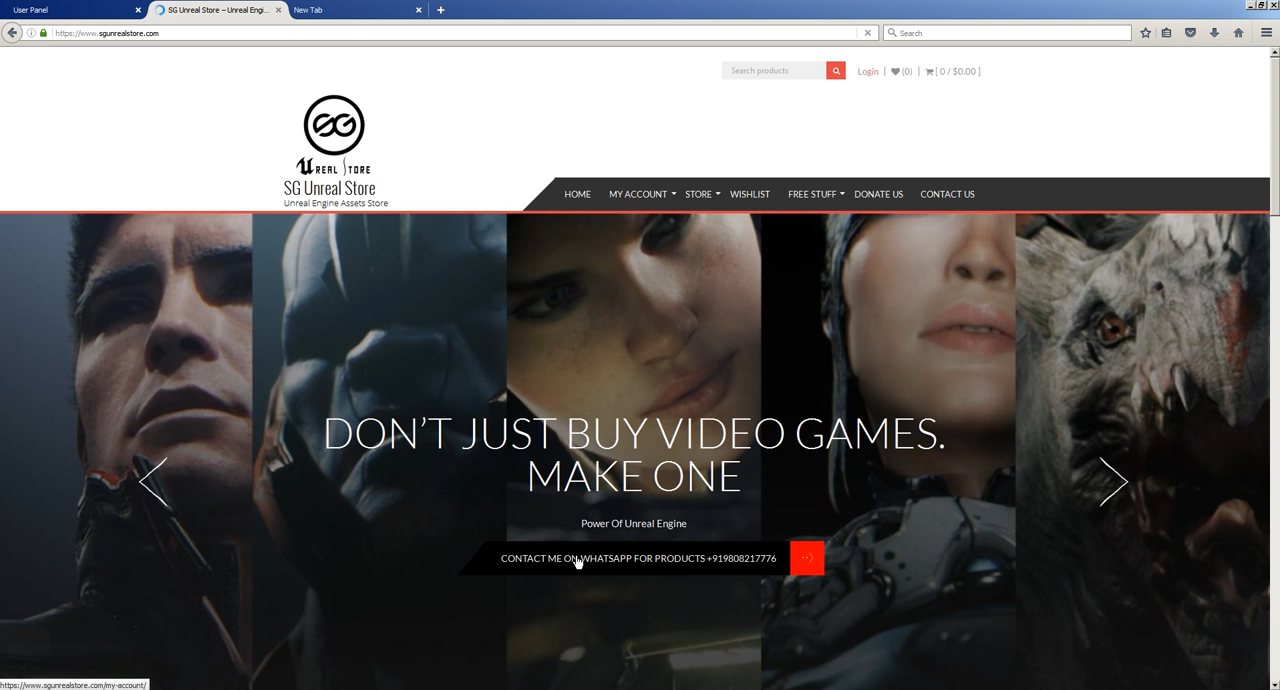 User Panel
SG Unreal Store – Unreal Engi...
New Tab
https://www.sgunrealstore.com
Search
Search products
Login | (0) | [ 0 / $0.00 ]
SG
UREAL STORE
SG Unreal Store
Unreal Engine Assets Store
HOME MY ACCOUNT STORE WISHLIST FREE STUFF DONATE US CONTACT US
DON’T JUST BUY VIDEO GAMES.
MAKE ONE
Power Of Unreal Engine
CONTACT ME ON WHATSAPP FOR PRODUCTS +919808217776
https://www.sgunrealstore.com/my-account/